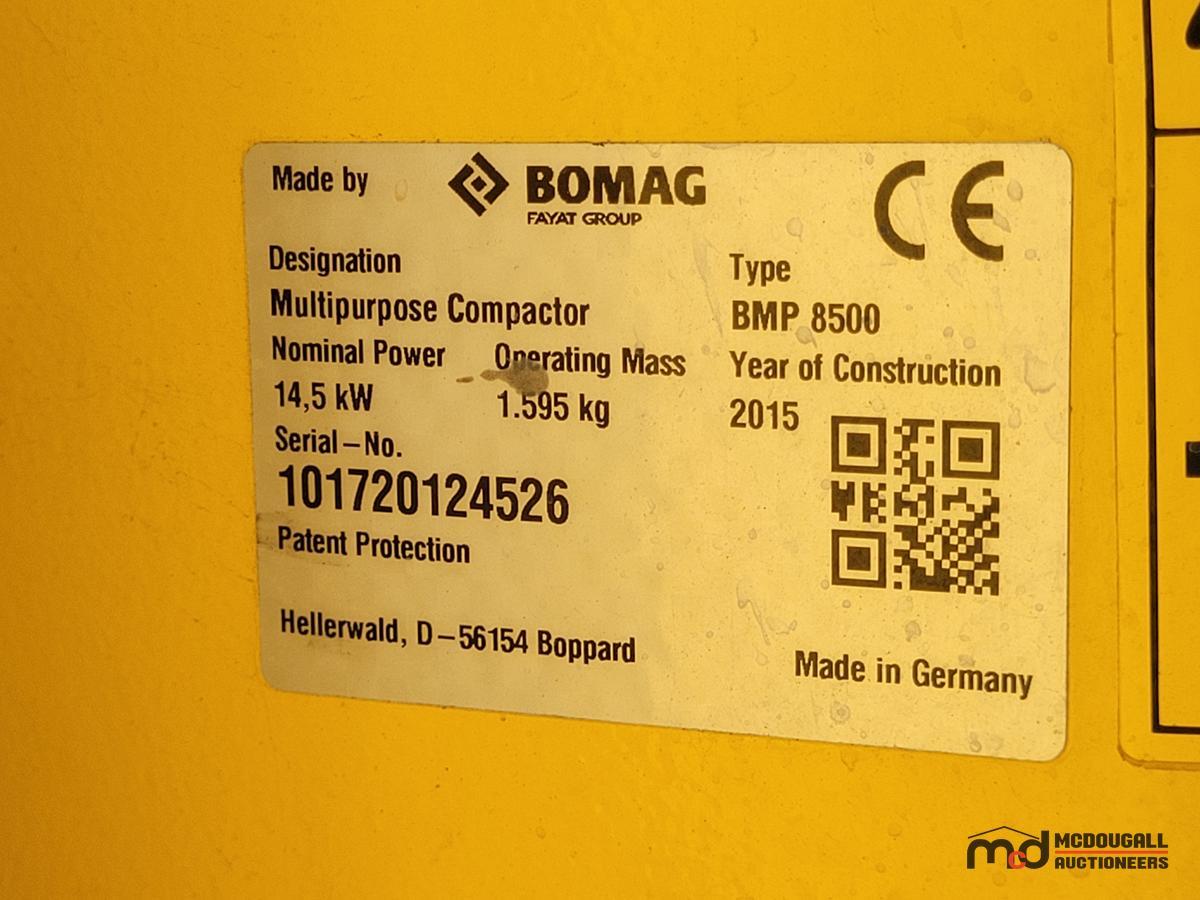 Made by
BOMAG
FAYAT GROUP
CE
Designation
Type
Multipurpose Compactor
BMP 8500
Nominal Power
Operating Mass
Year of Construction
14,5 kW
1.595 kg
2015
Serial–No.
101720124526
Patent Protection
Hellerwald, D–56154 Boppard
Made in Germany
mcd
MCDOUGALL
AUCTIONEERS